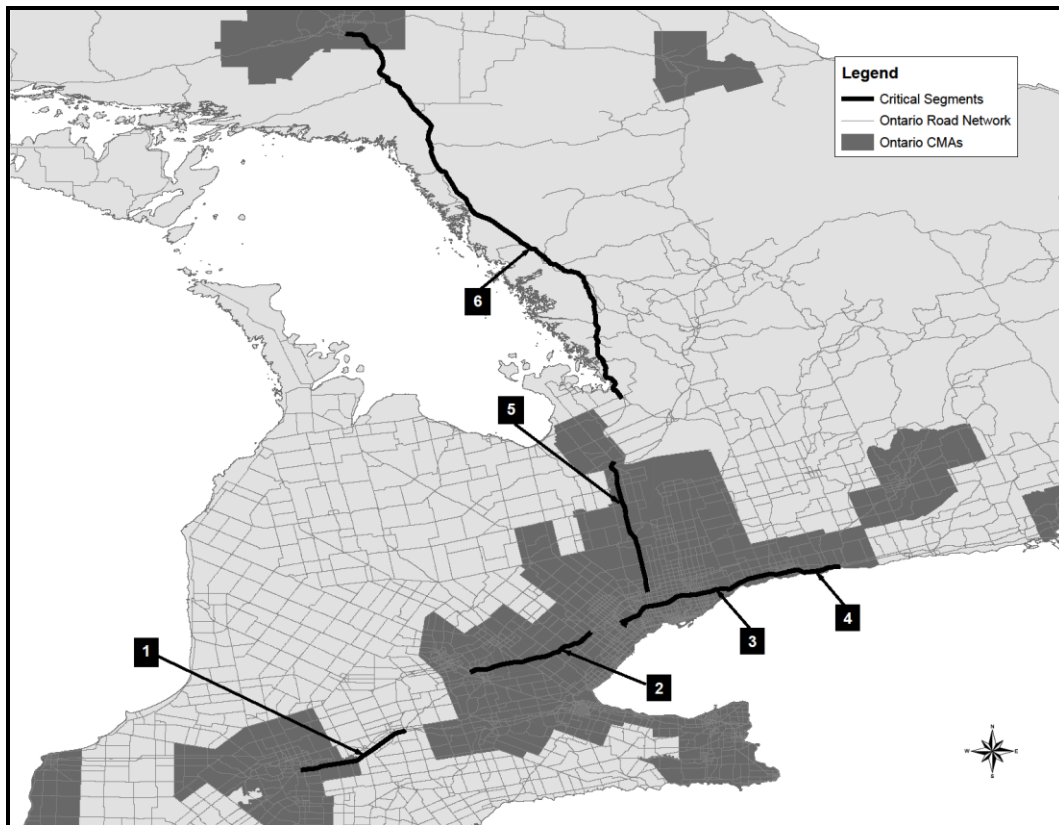 Legend
Critical Segments
Ontario Road Network
Ontario CMAs
6
5
4
3
1
2
N
W E
S